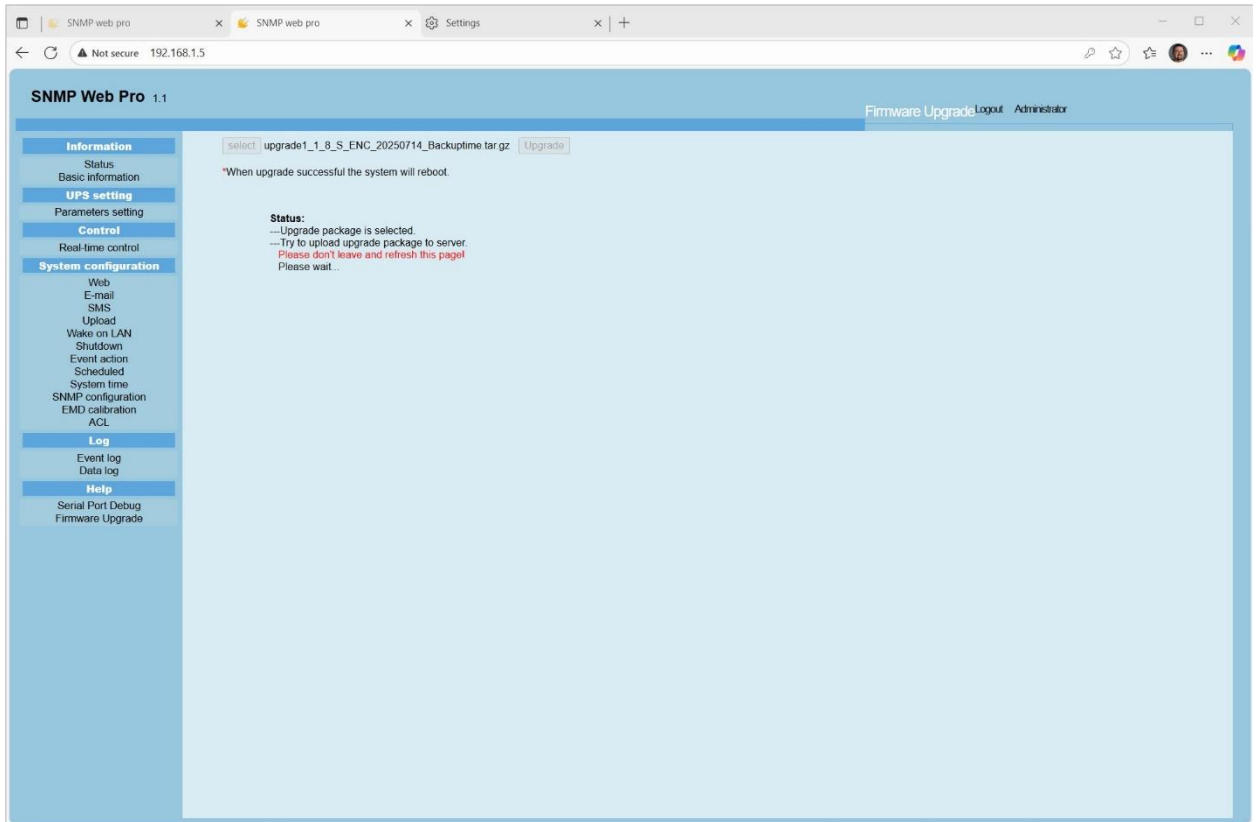 SNMP web pro
SNMP web pro
Settings
Not secure 192.168.1.5
SNMP Web Pro 1.1
Firmware Upgrade Logout Administrator
Information
Status
Basic information
UPS setting
Parameters setting
Control
Real-time control
System configuration
Web
E-mail
SMS
Upload
Wake on LAN
Shutdown
Event action
Scheduled
System time
SNMP configuration
EMD calibration
ACL
Log
Event log
Data log
Help
Serial Port Debug
Firmware Upgrade
select upgrade1_1_8_S_ENC_20250714_Backuptime.tar.gz Upgrade
*When upgrade successful the system will reboot.
Status:
---Upgrade package is selected.
---Try to upload upgrade package to server.
Please don't leave and refresh this page!
Please wait...